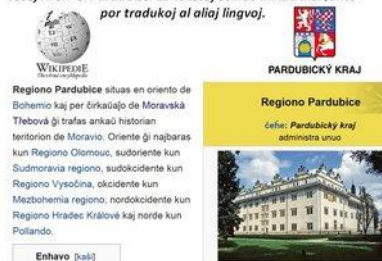 por tradukoj al aliaj lingvoj.
WIKIPEDIE
Otevřená encyklopedie
PARDUBICKÝ KRAJ
Regiono Pardubice situas en oriento de
Bohemio kaj per ĉirkaŭaĵo de Moravská
Třebová ĝi trafas ankaŭ historian
teritorion de Moravio. Oriente ĝi najbaras
kun Regiono Olomouc, sudoriente kun
Sudmoravia regiono, sudokcidente kun
Regiono Vysočina, okcidente kun
Mezbohemia regiono, nordokcidente kun
Regiono Hradec Králové kaj norde kun
Pollando.
Enhavo [kaŝi]
Regiono Pardubice
ĉeĥe: Pardubický kraj
administra unuo